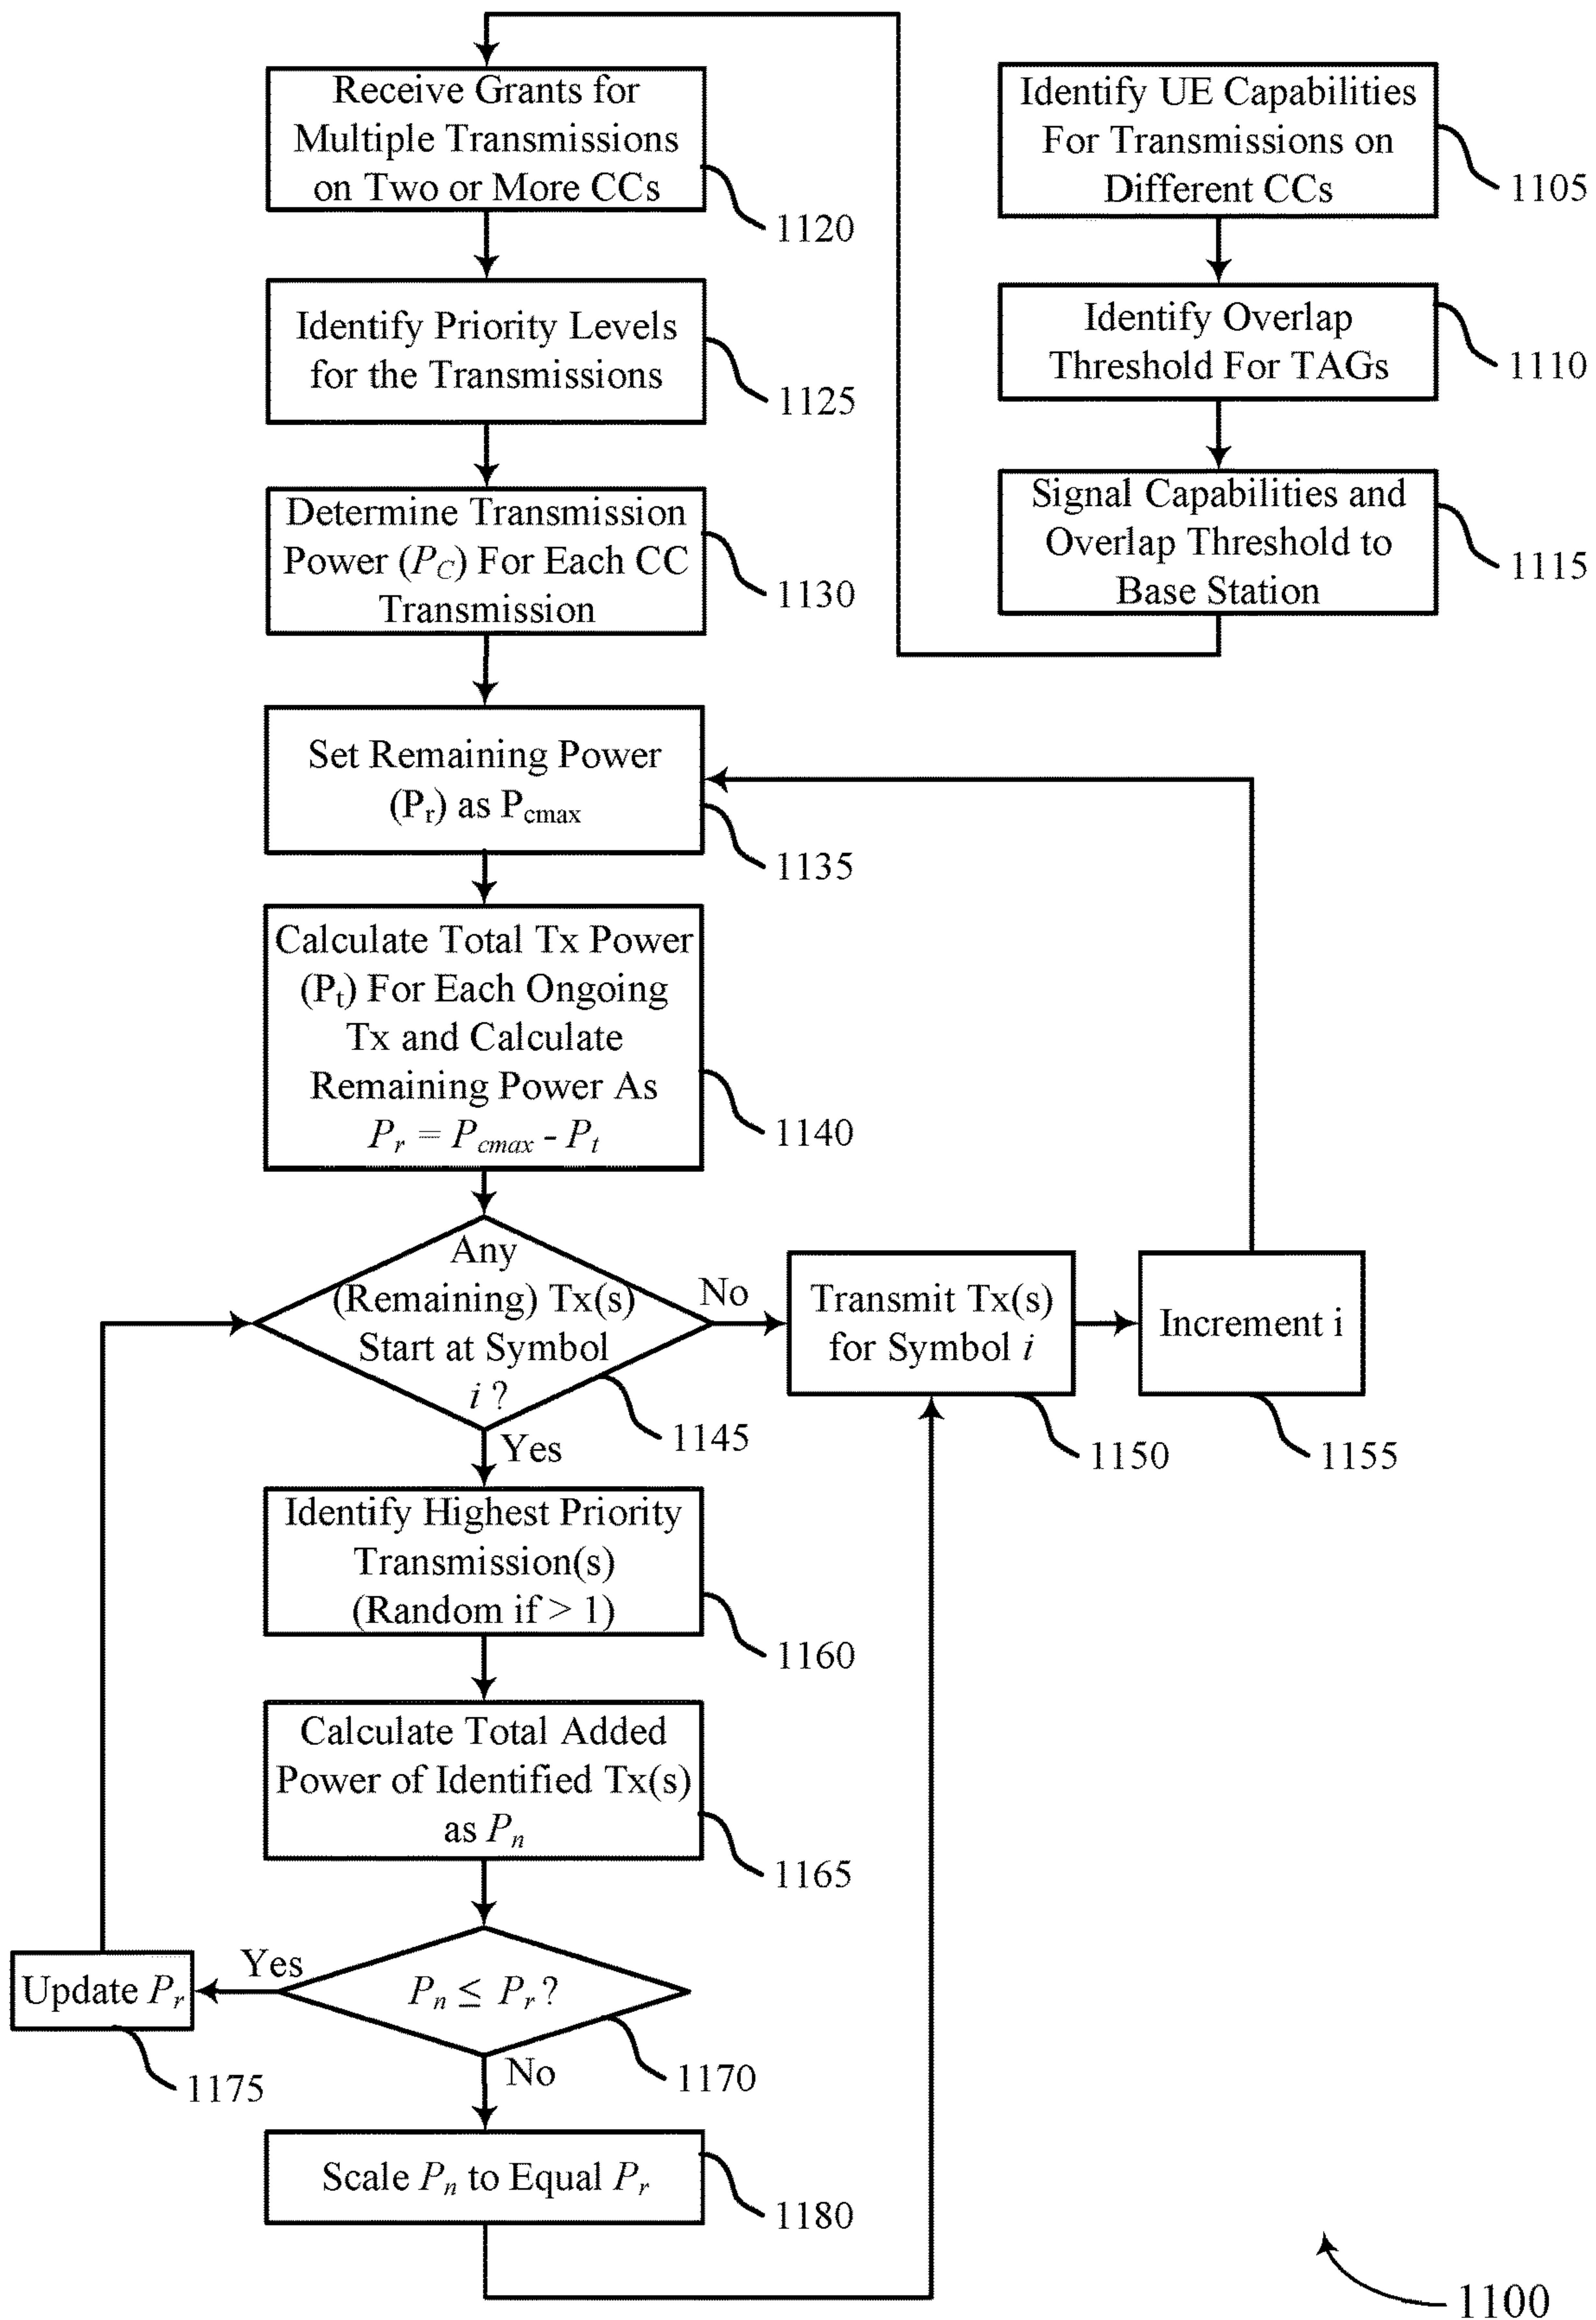 Identify UE Capabilities
For Transmissions on
Different CCs
1105
Identify Overlap
Threshold For TAGs
1110
Signal Capabilities and
Overlap Threshold to
Base Station
1115
Receive Grants for
Multiple Transmissions
on Two or More CCs
1120
Identify Priority Levels
for the Transmissions
1125
Determine Transmission
Power (P_C) For Each CC
Transmission
1130
Set Remaining Power
(P_r) as P_cmax
1135
Calculate Total Tx Power
(P_t) For Each Ongoing
Tx and Calculate
Remaining Power As
P_r = P_cmax - P_t
1140
Any
(Remaining) Tx(s)
Start at Symbol
i ?
1145
No
Transmit Tx(s)
for Symbol i
1150
Increment i
1155
Yes
Identify Highest Priority
Transmission(s)
(Random if > 1)
1160
Calculate Total Added
Power of Identified Tx(s)
as P_n
1165
P_n ≤ P_r ?
1170
Yes
Update P_r
1175
No
Scale P_n to Equal P_r
1180
1100